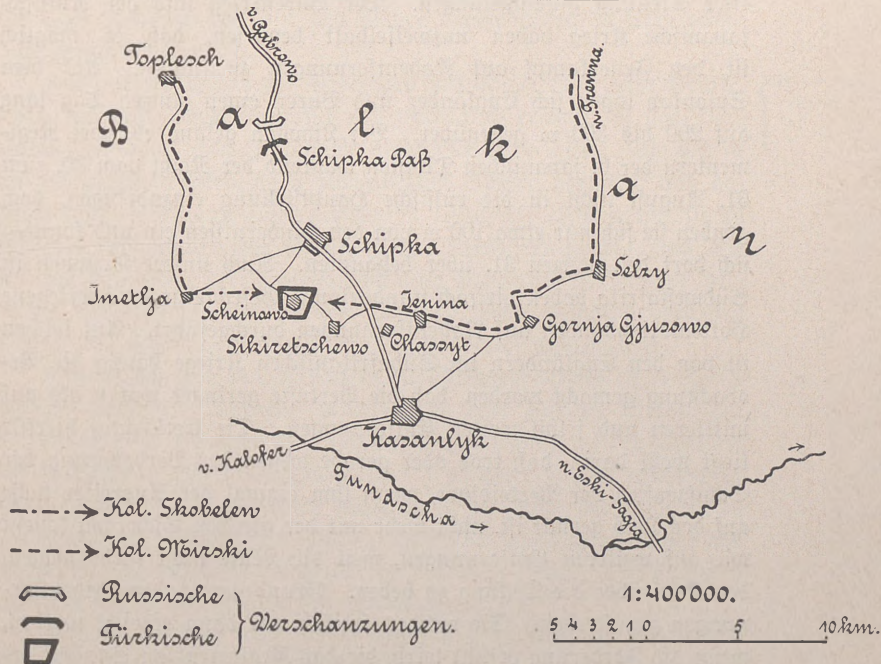 v. Gabrowo
Toplesch
v. Trewna.
B a l k a n
Schipka Paß
Schipka
Selzy
Imetlja
Scheinowo
Jenina
Sikiretschewo
Chassyt
Gornja Gjussowo
Kasanlyk
v. Kalofer
Tundscha
n. Eski-Sagra
Kol. Skobelew
Kol. Mirski
Russische
Türkische
Verschanzungen.
1:400000.
5 4 3 2 1 0 5 10 km.